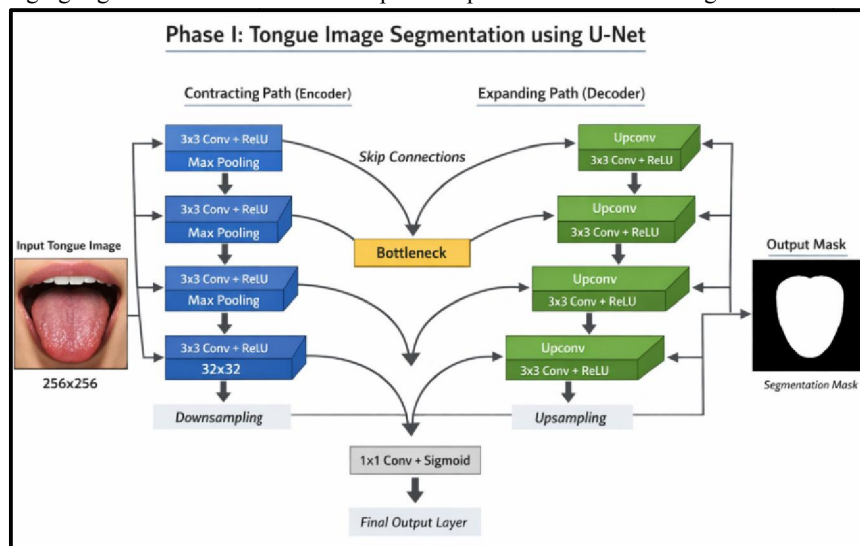 Phase I: Tongue Image Segmentation using U-Net
Contracting Path (Encoder)
Expanding Path (Decoder)
3x3 Conv + ReLU
Max Pooling
3x3 Conv + ReLU
Max Pooling
3x3 Conv + ReLU
Max Pooling
3x3 Conv + ReLU
32x32
Downsampling
Skip Connections
Bottleneck
Upconv
3x3 Conv + ReLU
Upconv
3x3 Conv + ReLU
Upconv
3x3 Conv + ReLU
Upconv
3x3 Conv + ReLU
Upsampling
Input Tongue Image
256x256
Output Mask
Segmentation Mask
1x1 Conv + Sigmoid
Final Output Layer